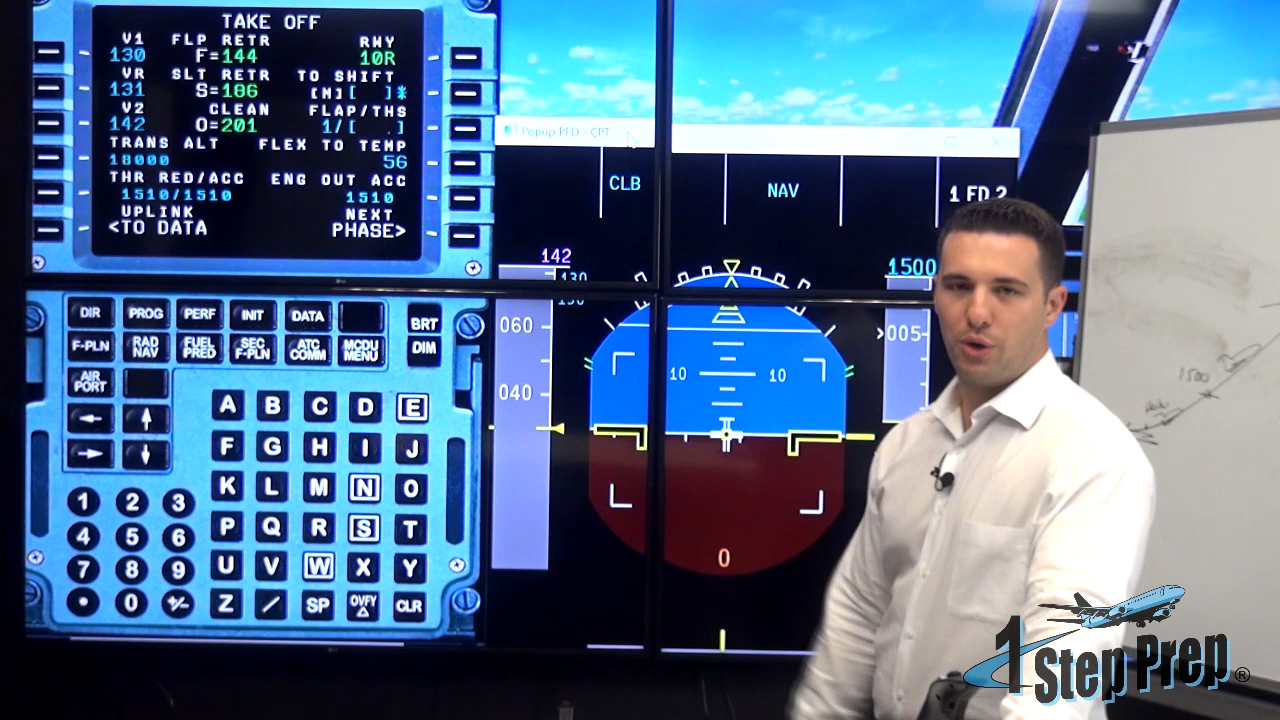 TAKE OFF
V1 FLP RETR RWY
130 F=144 10R
VR SLT RETR TO SHIFT
131 S=186 [M][ ]*
V2 CLEAN FLAP/THS
142 O=201 1/[ .]
TRANS ALT FLEX TO TEMP
18000 56
THR RED/ACC ENG OUT ACC
1510/1510 1510
UPLINK NEXT
<TO DATA PHASE>
Popup PFD - CPT
CLB NAV 1 FD 2
142 1500
130
060 005
10 10
040
0
DIR PROG PERF INIT DATA BRT
F-PLN RAD NAV FUEL PRED SEC F-PLN ATC COMM MCDU MENU DIM
AIR PORT
A B C D E
F G H I J
K L M N O
P Q R S T
U V W X Y
Z / SP OVFY Δ CLR
1 2 3
4 5 6
7 8 9
. 0 +/-
1500
1 Step Prep ®